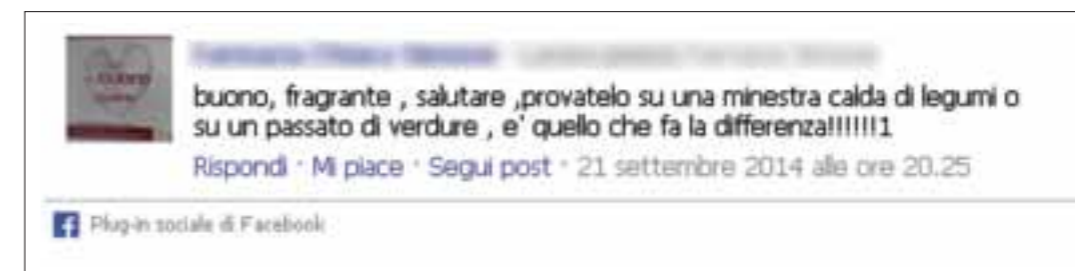 buono, fragrante , salutare ,provatelo su una minestra calda di legumi o
su un passato di verdure , e' quello che fa la differenza!!!!!!1
Rispondi · Mi piace · Segui post · 21 settembre 2014 alle ore 20.25
Plug-in sociale di Facebook